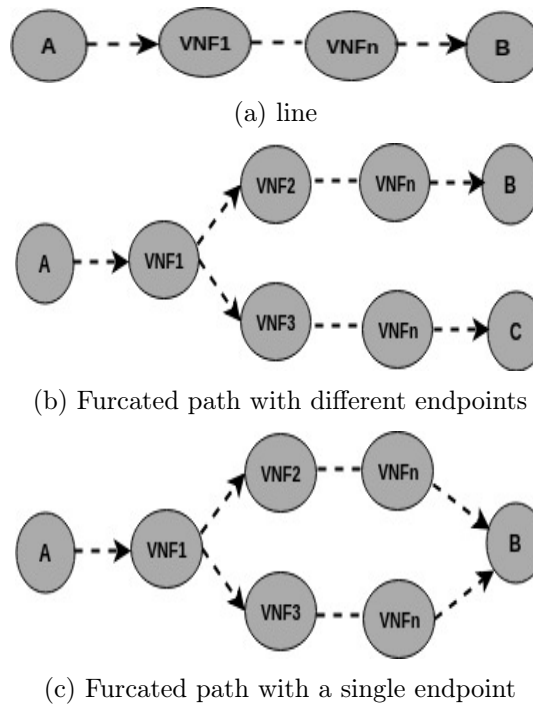 A VNF1 VNFn B
(a) line
VNF2 VNFn B
A VNF1
VNF3 VNFn C
(b) Furcated path with different endpoints
VNF2 VNFn
A VNF1 B
VNF3 VNFn
(c) Furcated path with a single endpoint